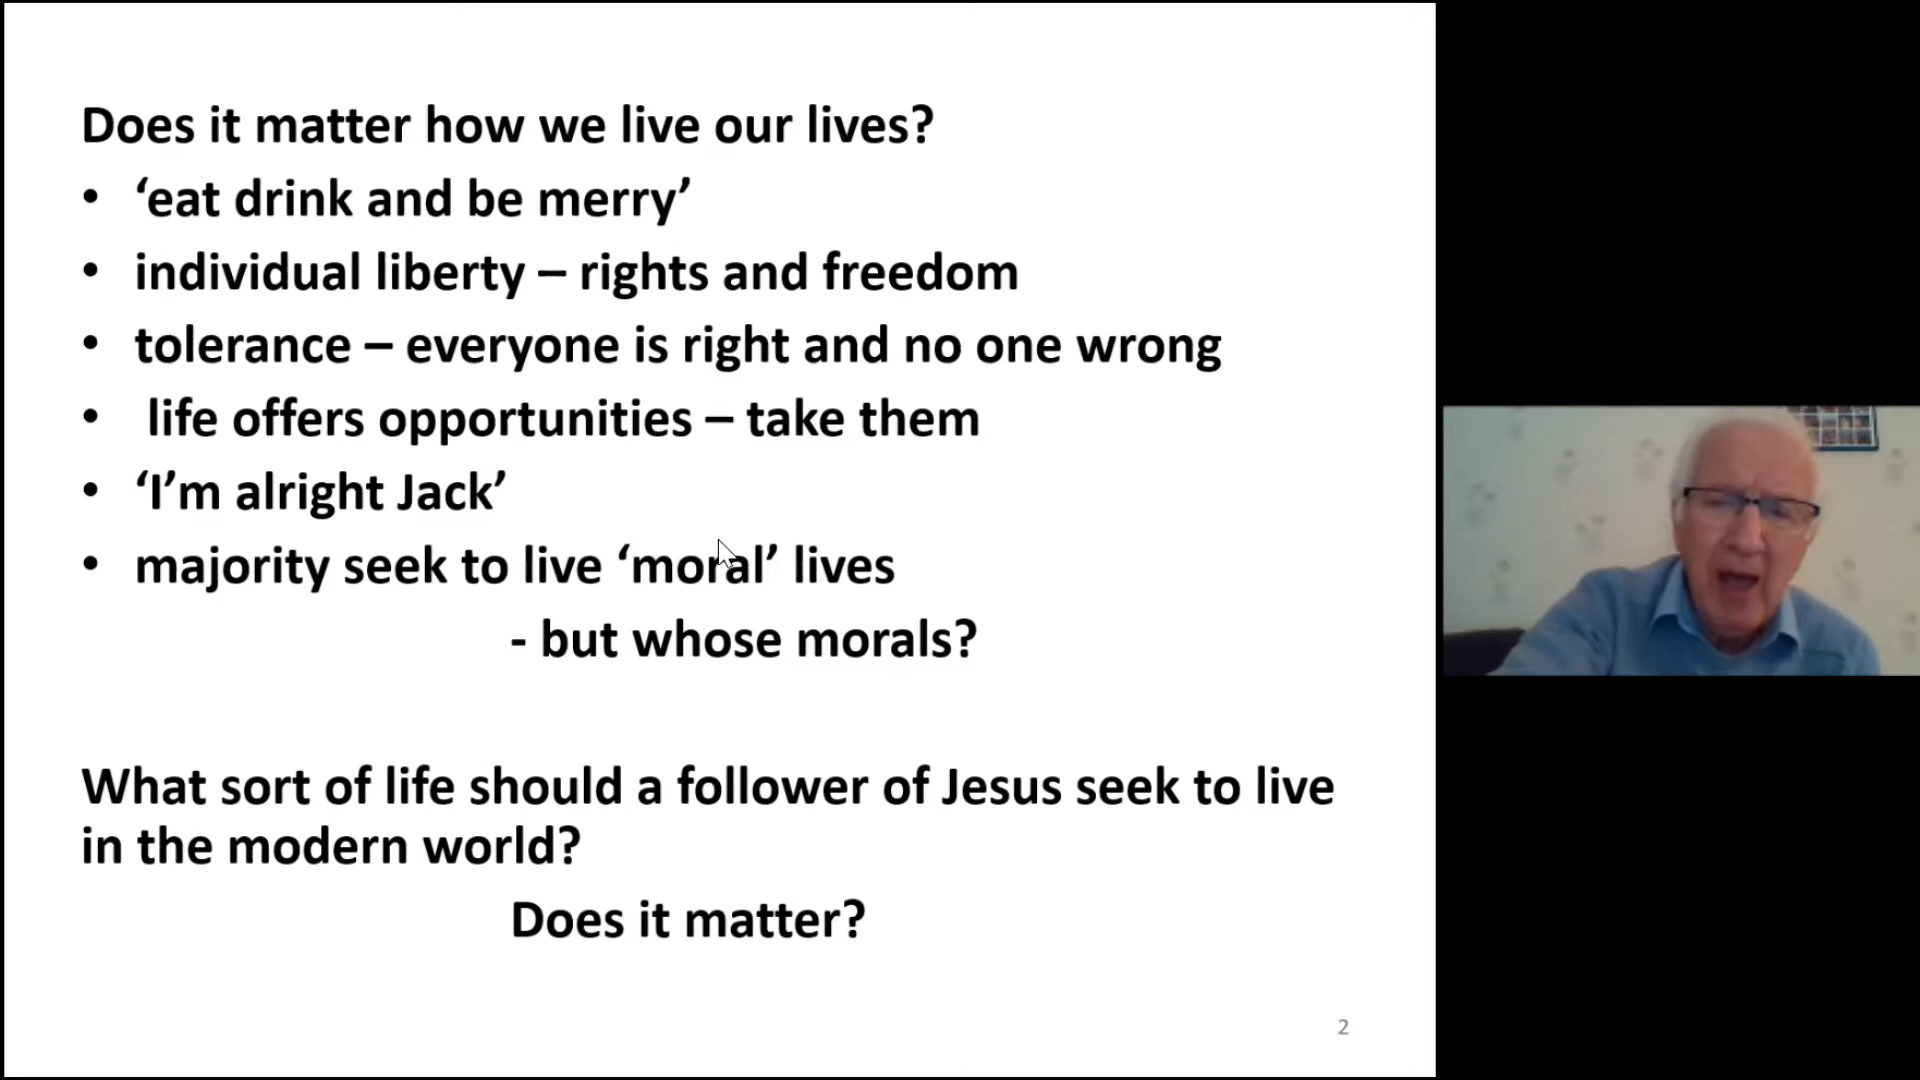 Does it matter how we live our lives?
• ‘eat drink and be merry’
• individual liberty – rights and freedom
• tolerance – everyone is right and no one wrong
• life offers opportunities – take them
• ‘I’m alright Jack’
• majority seek to live ‘moral’ lives
- but whose morals?
What sort of life should a follower of Jesus seek to live
in the modern world?
Does it matter?
2